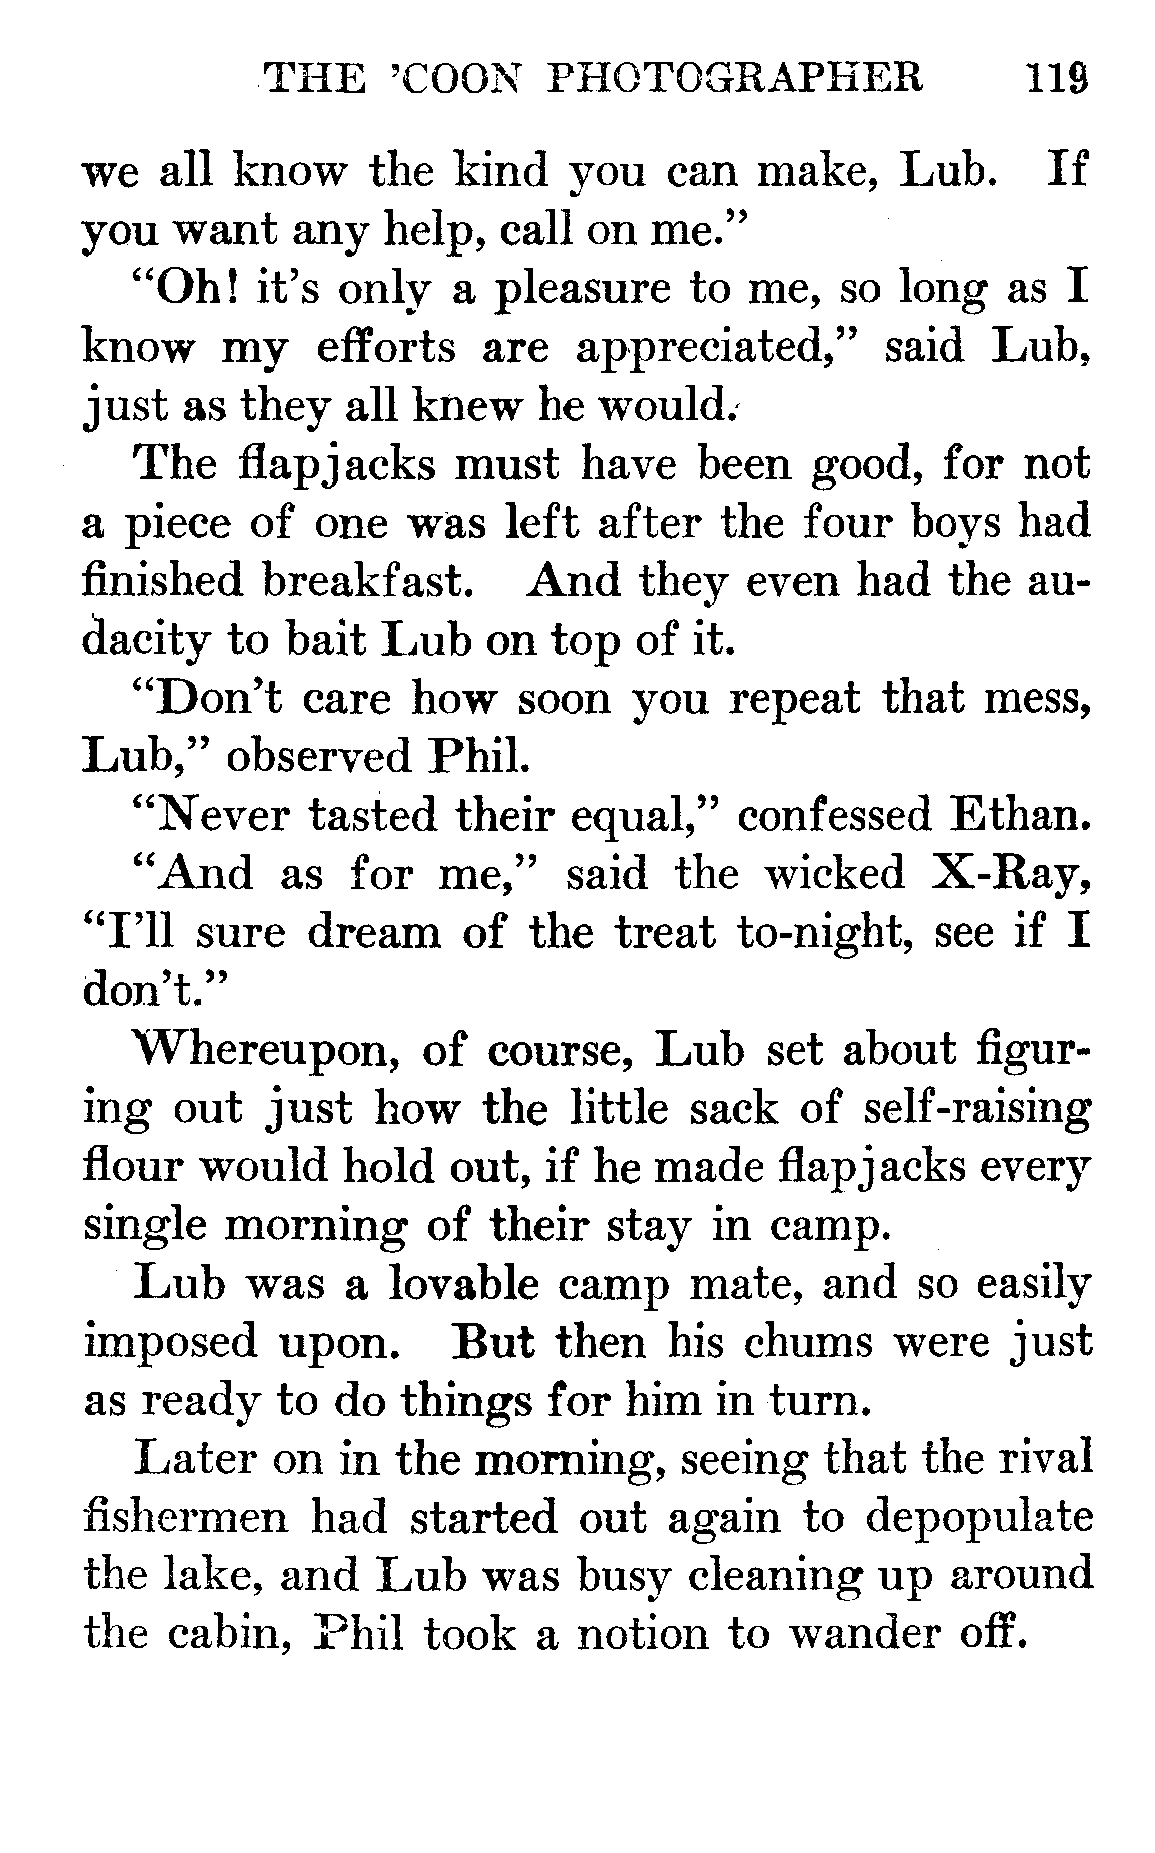 THE ’COON PHOTOGRAPHER 119
we all know the kind you can make, Lub. If
you want any help, call on me.”
“Oh! it’s only a pleasure to me, so long as I
know my efforts are appreciated,” said Lub,
just as they all knew he would.
The flapjacks must have been good, for not
a piece of one was left after the four boys had
finished breakfast. And they even had the au-
dacity to bait Lub on top of it.
“Don’t care how soon you repeat that mess,
Lub,” observed Phil.
“Never tasted their equal,” confessed Ethan.
“And as for me,” said the wicked X-Ray,
“I’ll sure dream of the treat to-night, see if I
don’t.”
Whereupon, of course, Lub set about figur-
ing out just how the little sack of self-raising
flour would hold out, if he made flapjacks every
single morning of their stay in camp.
Lub was a lovable camp mate, and so easily
imposed upon. But then his chums were just
as ready to do things for him in turn.
Later on in the morning, seeing that the rival
fishermen had started out again to depopulate
the lake, and Lub was busy cleaning up around
the cabin, Phil took a notion to wander off.